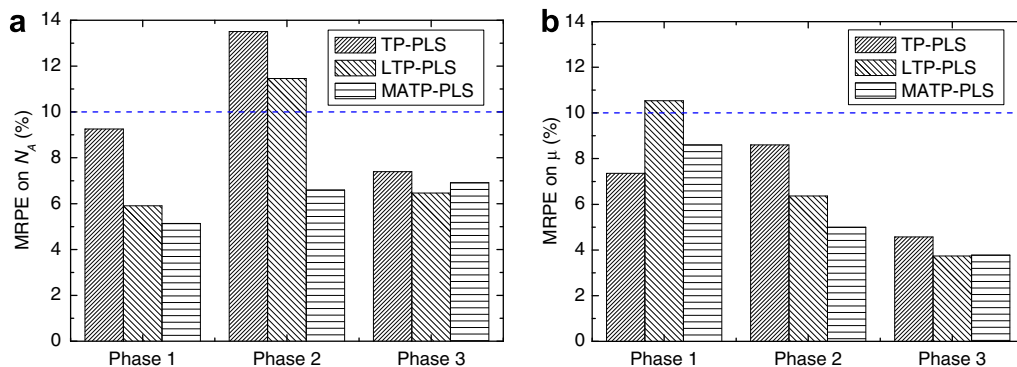 a
MRPE on N_A (%)
14
12
10
8
6
4
2
0
TP-PLS
LTP-PLS
MATP-PLS
Phase 1 Phase 2 Phase 3
b
MRPE on μ (%)
14
12
10
8
6
4
2
0
TP-PLS
LTP-PLS
MATP-PLS
Phase 1 Phase 2 Phase 3